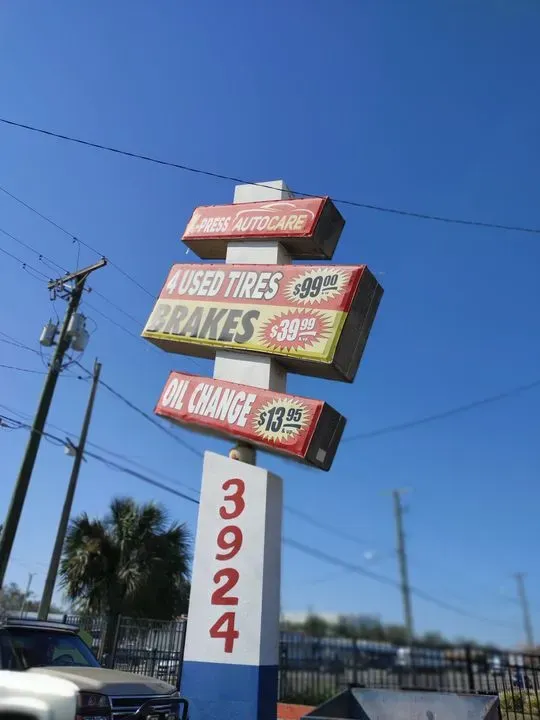 X-PRESS AUTOCARE
4 USED TIRES $99.00
BRAKES $39.99
OIL CHANGE $13.95
3
9
2
4